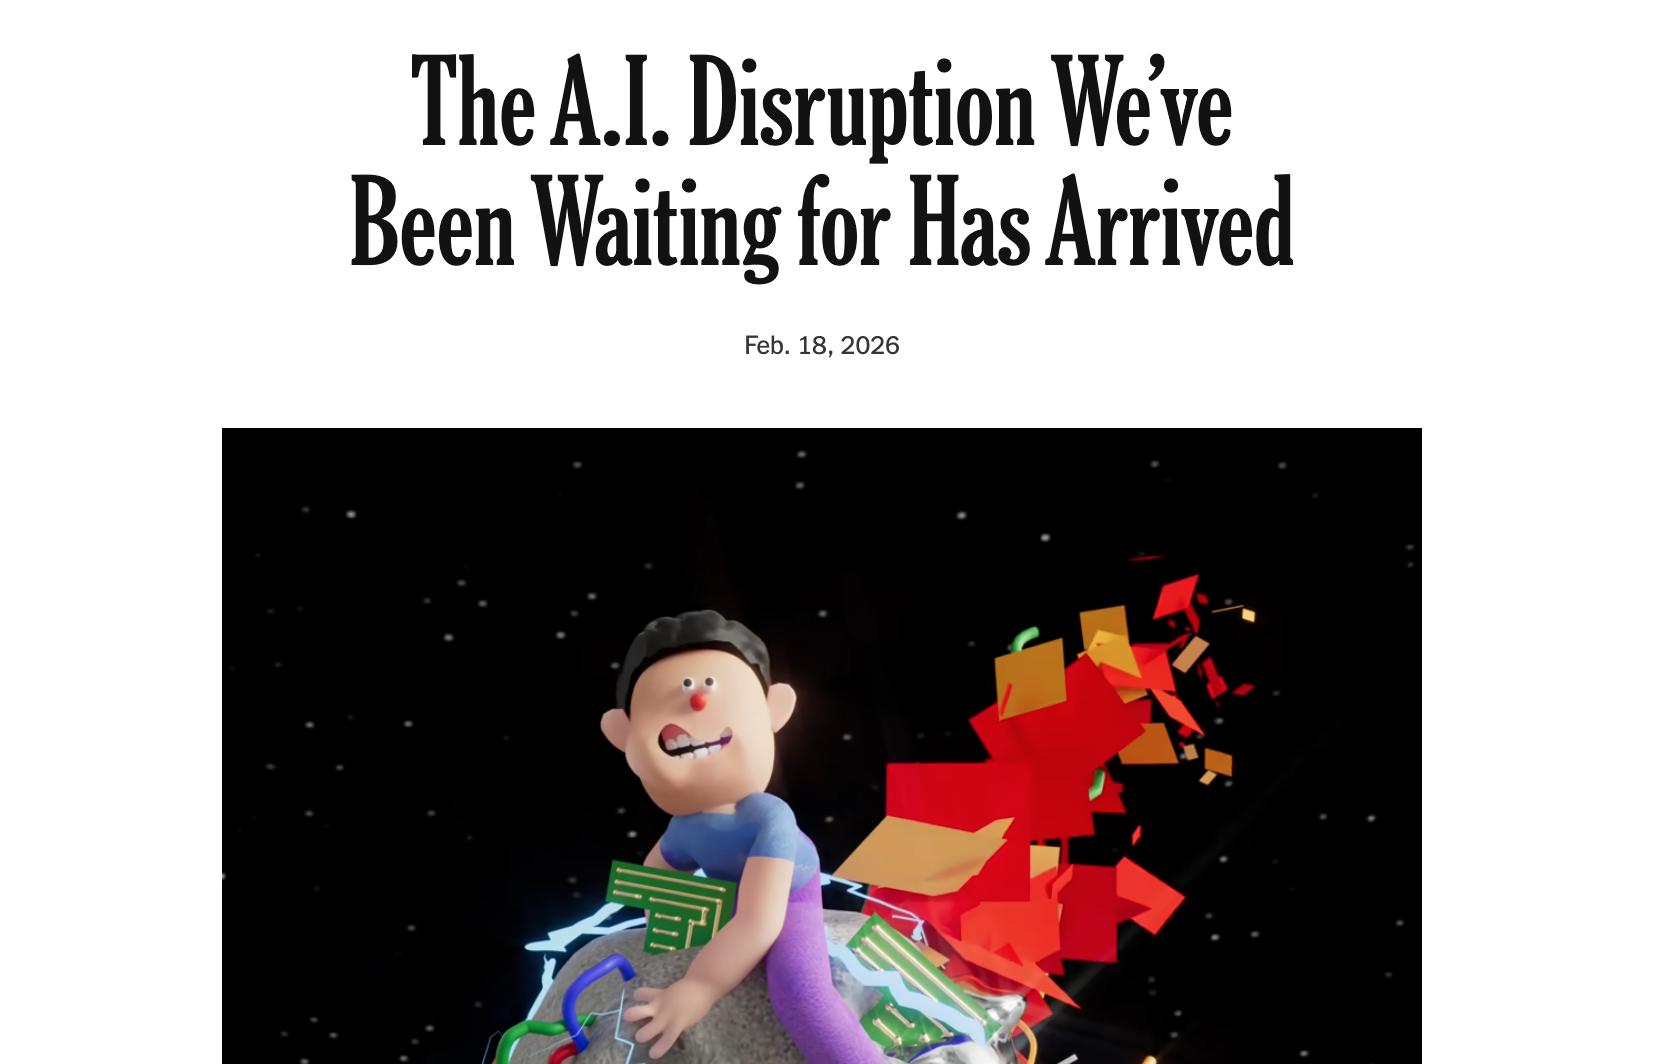 The A.I. Disruption We’ve
Been Waiting for Has Arrived
Feb. 18, 2026